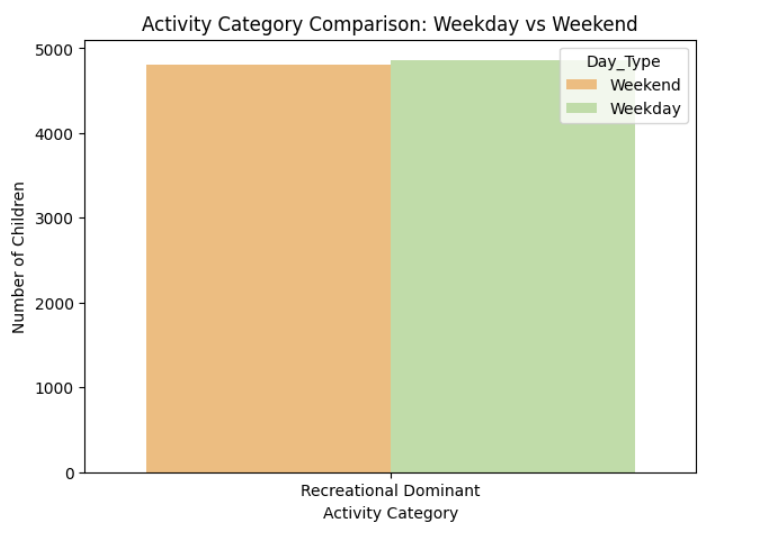 Activity Category Comparison: Weekday vs Weekend
Day_Type
Weekend
Weekday
Number of Children
5000
4000
3000
2000
1000
0
Recreational Dominant
Activity Category